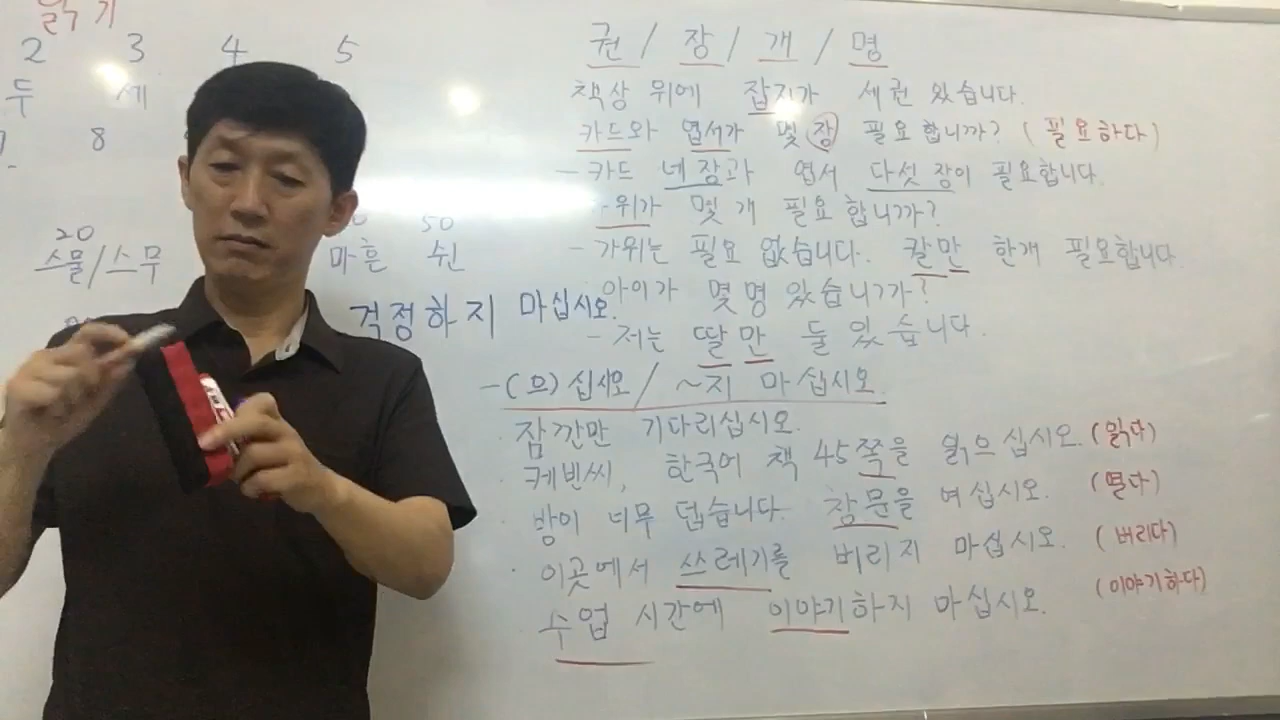 읽기
2 3 4 5
두 세
8
권 / 장 / 개 / 명
책상 위에 잡지가 세권 있습니다.
카드와 엽서가 몇 장 필요합니까? (필요하다)
- 카드 네 장과 엽서 다섯 장이 필요합니다.
위가 몇 개 필요합니까?
50
- 가위는 필요 없습니다. 칼만 한개 필요합니다.
20
스물/스무 마흔 쉰
아이가 몇 명 있습니까?
걱정하지 마십시오.
- 저는 딸만 둘 있습니다.
-(으)십시오/ ~지 마십시오.
잠깐만 기다리십시오.
케빈씨, 한국어 책 45쪽을 읽으십시오. (읽다)
방이 너무 덥습니다. 창문을 여십시오. (열다)
이곳에서 쓰레기를 버리지 마십시오. (버리다)
수업 시간에 이야기하지 마십시오. (이야기하다)